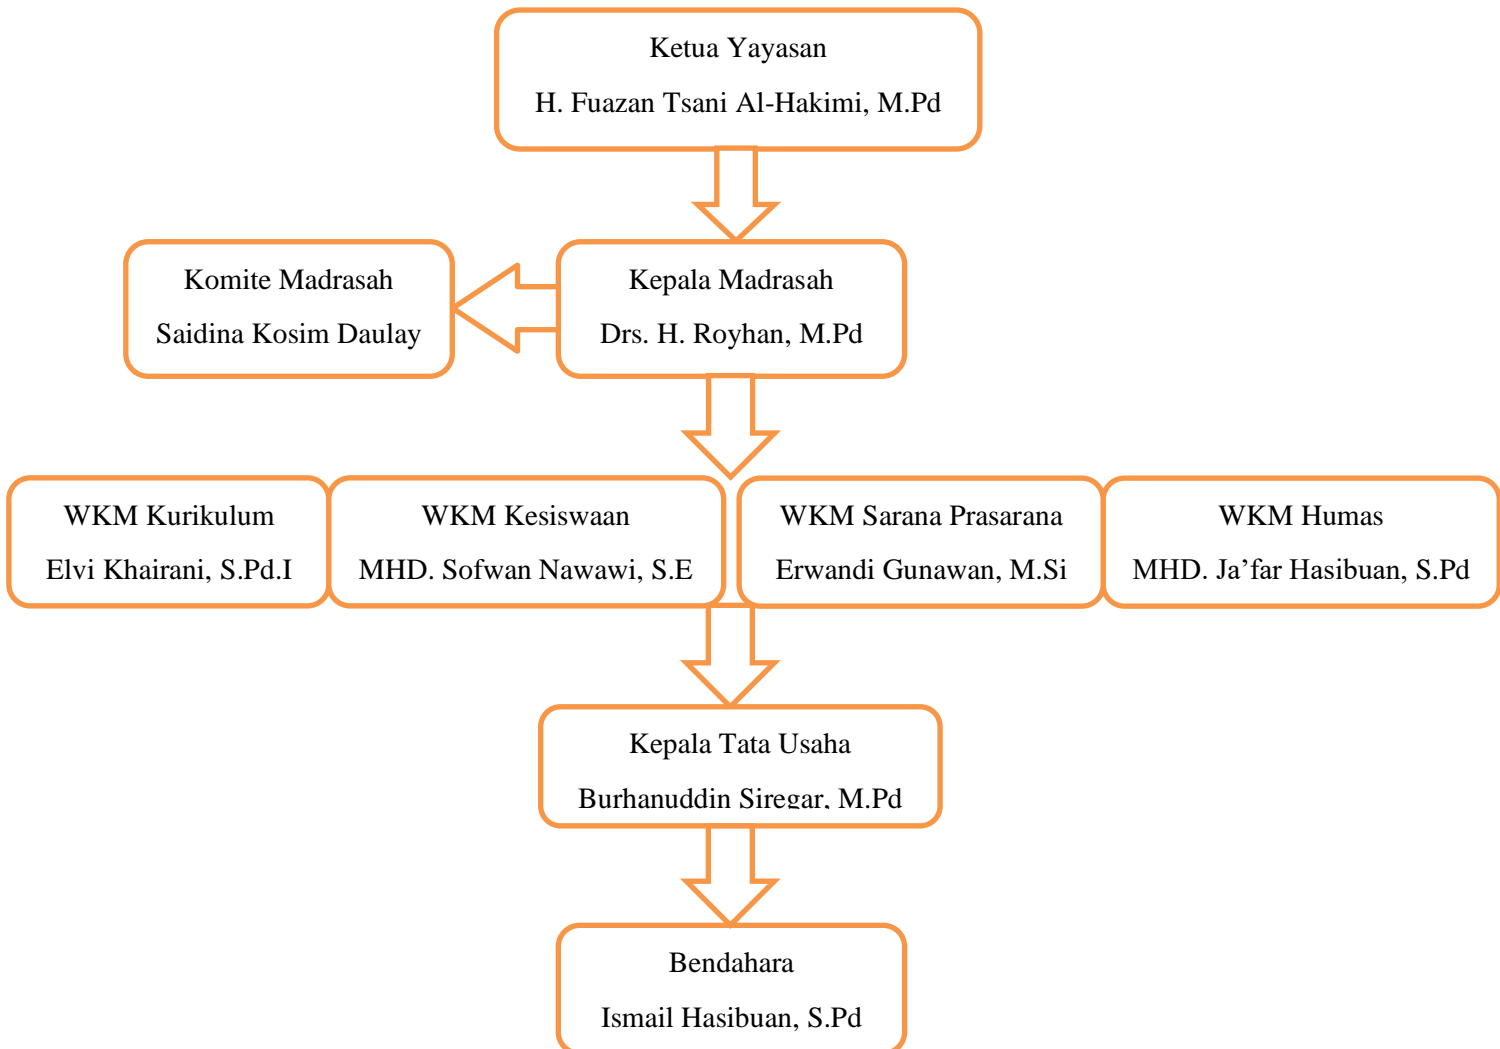 Ketua Yayasan
H. Fuazan Tsani Al-Hakimi, M.Pd
Komite Madrasah
Saidina Kosim Daulay
Kepala Madrasah
Drs. H. Royhan, M.Pd
WKM Kurikulum
Elvi Khairani, S.Pd.I
WKM Kesiswaan
MHD. Sofwan Nawawi, S.E
WKM Sarana Prasarana
Erwandi Gunawan, M.Si
WKM Humas
MHD. Ja’far Hasibuan, S.Pd
Kepala Tata Usaha
Burhanuddin Siregar, M.Pd
Bendahara
Ismail Hasibuan, S.Pd